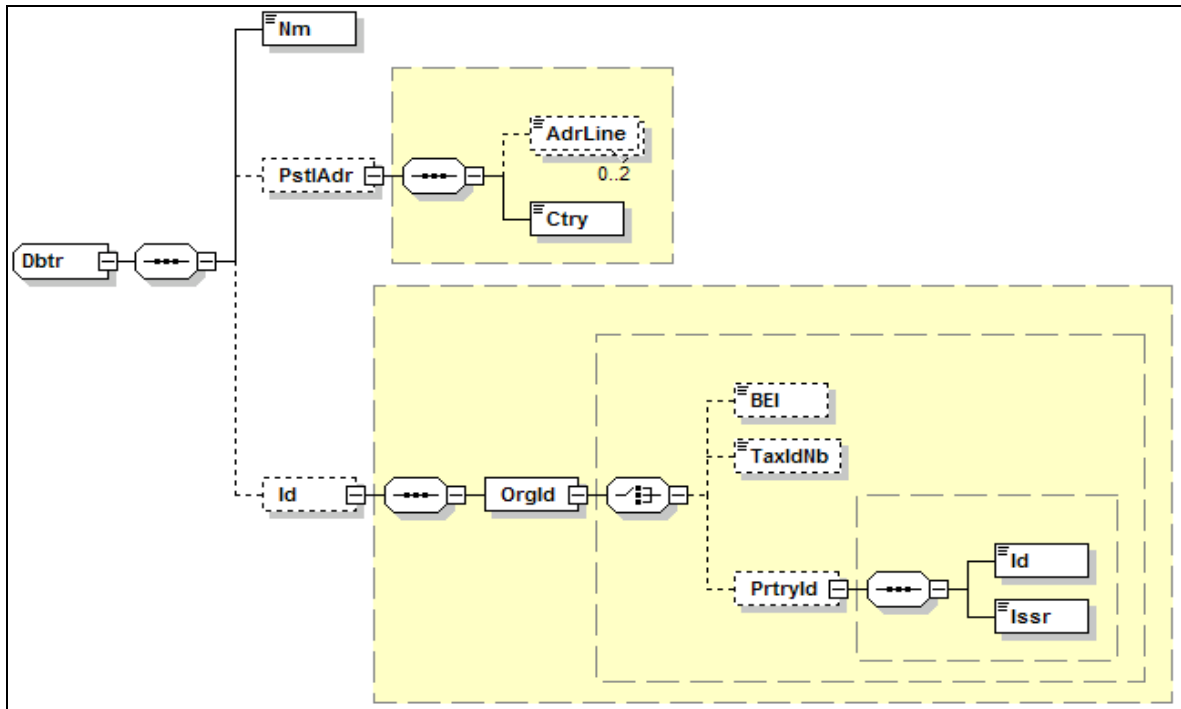 Nm
AdrLine
0..2
PstlAdr
Ctry
Dbtr
BEI
TaxIdNb
Id
OrgId
Id
PrtryId
Issr